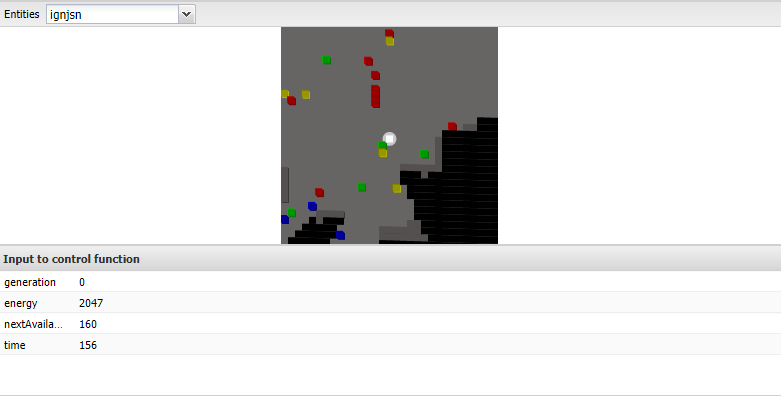 Entities ignjsn
Input to control function
generation 0
energy 2047
nextAvaila... 160
time 156